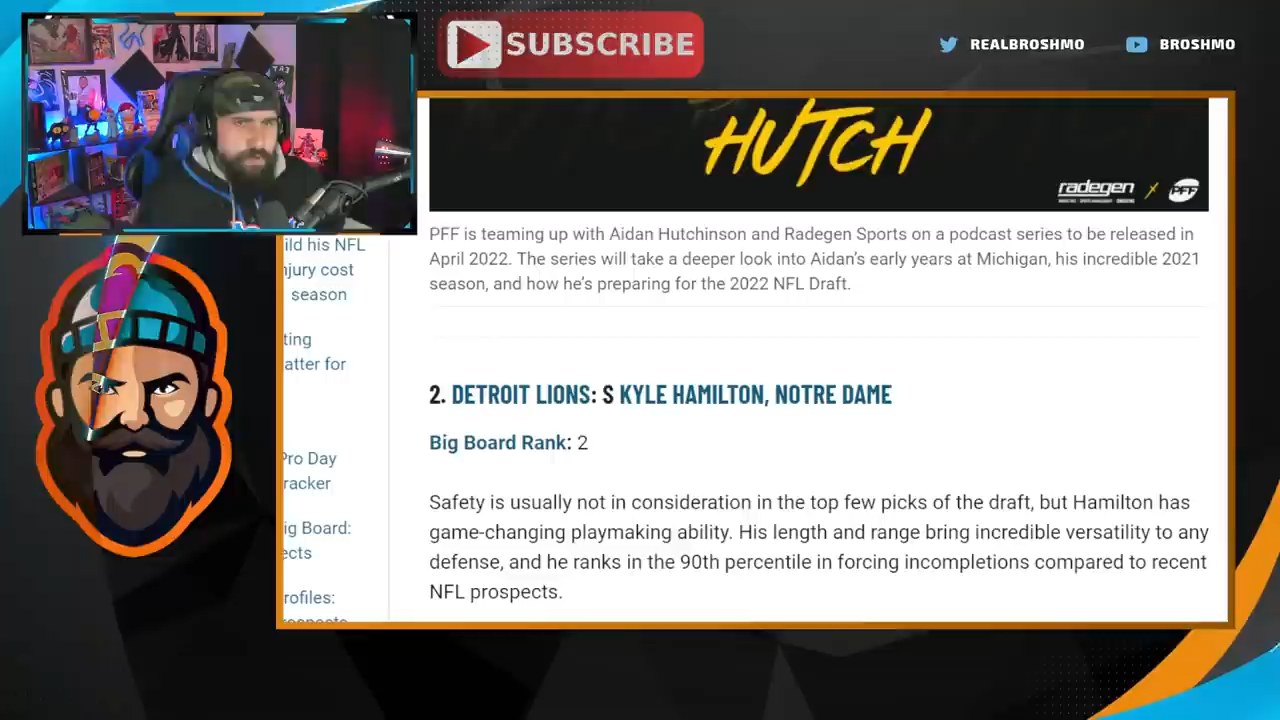 SUBSCRIBE
REALBROSHMO
BROSHMO
HUTCH
radegen
PFF
PFF is teaming up with Aidan Hutchinson and Radegen Sports on a podcast series to be released in
April 2022. The series will take a deeper look into Aidan's early years at Michigan, his incredible 2021
season, and how he's preparing for the 2022 NFL Draft.
ild his NFL
njury cost
season
ting
atter for
Pro Day
racker
ig Board:
ects
rofiles:
2. DETROIT LIONS: S KYLE HAMILTON, NOTRE DAME
Big Board Rank: 2
Safety is usually not in consideration in the top few picks of the draft, but Hamilton has
game-changing playmaking ability. His length and range bring incredible versatility to any
defense, and he ranks in the 90th percentile in forcing incompletions compared to recent
NFL prospects.